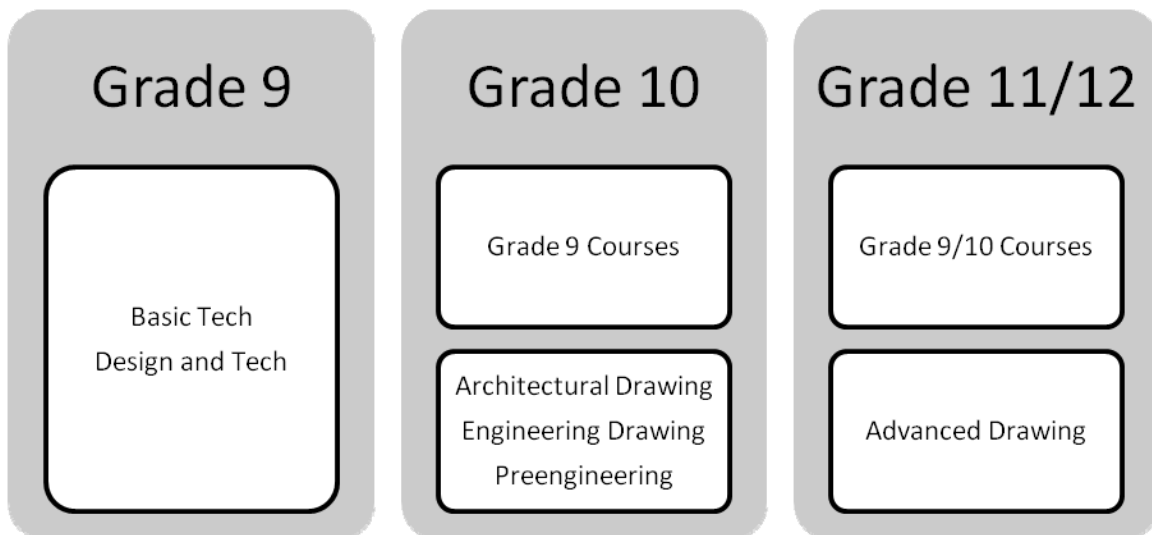 Grade 9
Basic Tech
Design and Tech
Grade 10
Grade 9 Courses
Architectural Drawing
Engineering Drawing
Preengineering
Grade 11/12
Grade 9/10 Courses
Advanced Drawing